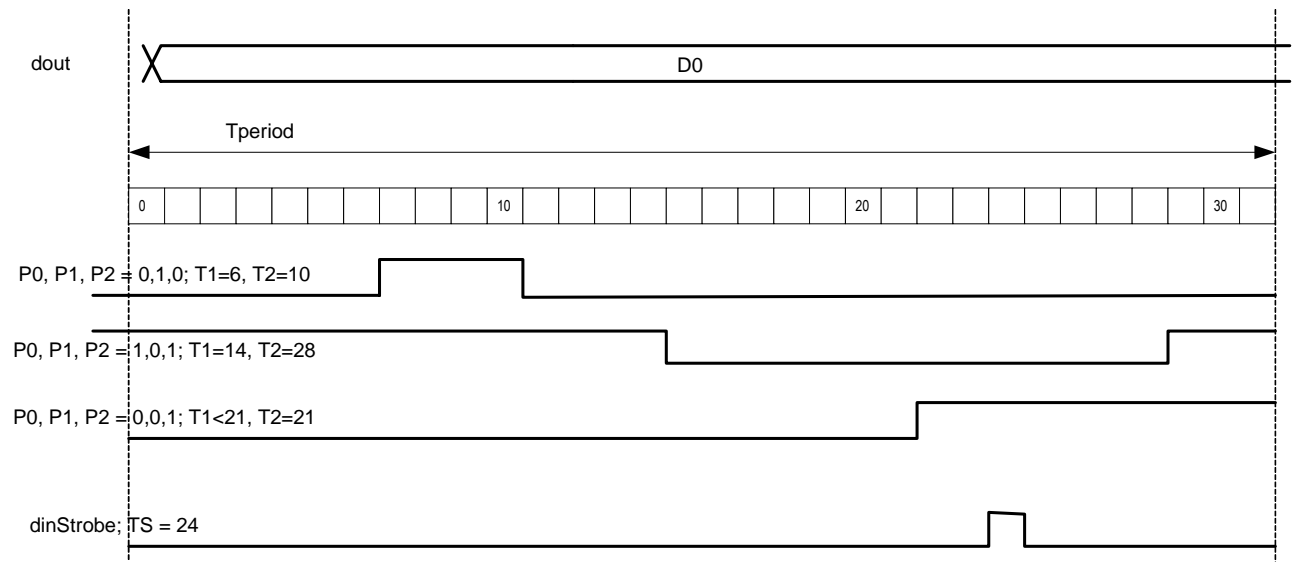 dout
D0
Tperiod
0 10 20 30
P0, P1, P2 = 0,1,0; T1=6, T2=10
P0, P1, P2 = 1,0,1; T1=14, T2=28
P0, P1, P2 = 0,0,1; T1<21, T2=21
dinStrobe; TS = 24